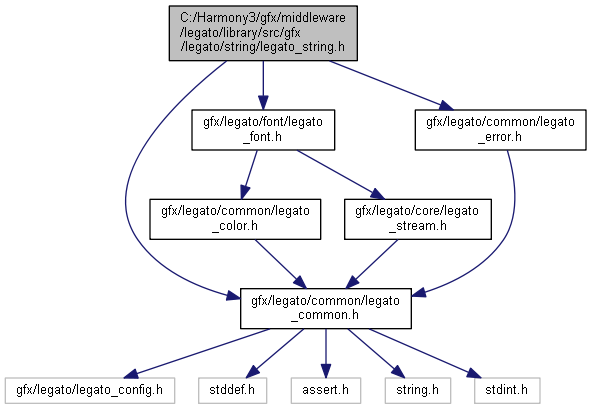 C:/Harmony3/gfx/middleware
/legato/library/src/gfx
/legato/string/legato_string.h
gfx/legato/font/legato
_font.h
gfx/legato/common/legato
_error.h
gfx/legato/common/legato
_color.h
gfx/legato/core/legato
_stream.h
gfx/legato/common/legato
_common.h
gfx/legato/legato_config.h
stddef.h
assert.h
string.h
stdint.h